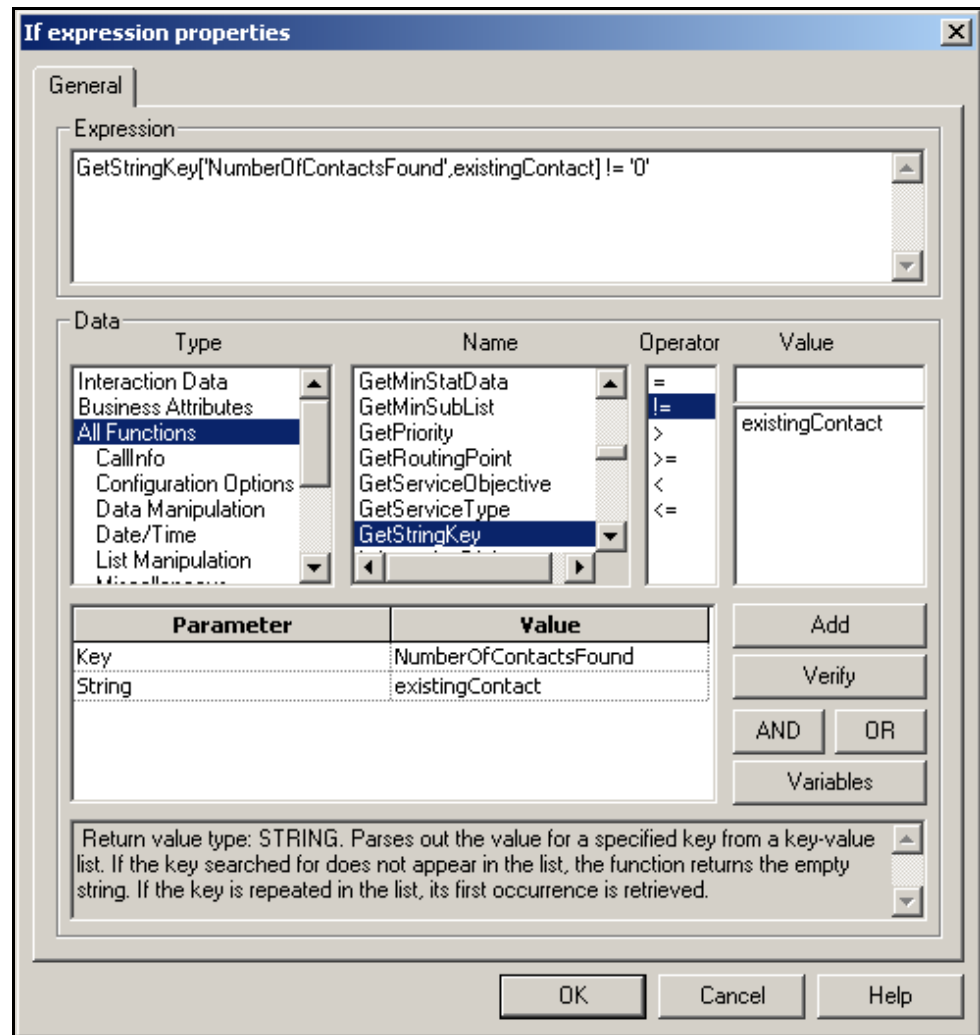 If expression properties
General
Expression
GetStringKey['NumberOfContactsFound',existingContact] != '0'
Data
Type
Name
Operator
Value
Interaction Data
Business Attributes
All Functions
CallInfo
Configuration Options
Data Manipulation
Date/Time
List Manipulation
GetMinStatData
GetMinSubList
GetPriority
GetRoutingPoint
GetServiceObjective
GetServiceType
GetStringKey
=
!=
>
>=
<
<=
existingContact
Parameter Value
Key NumberOfContactsFound
String existingContact
Add
Verify
AND OR
Variables
Return value type: STRING. Parses out the value for a specified key from a key-value
list. If the key searched for does not appear in the list, the function returns the empty
string. If the key is repeated in the list, its first occurrence is retrieved.
OK Cancel Help